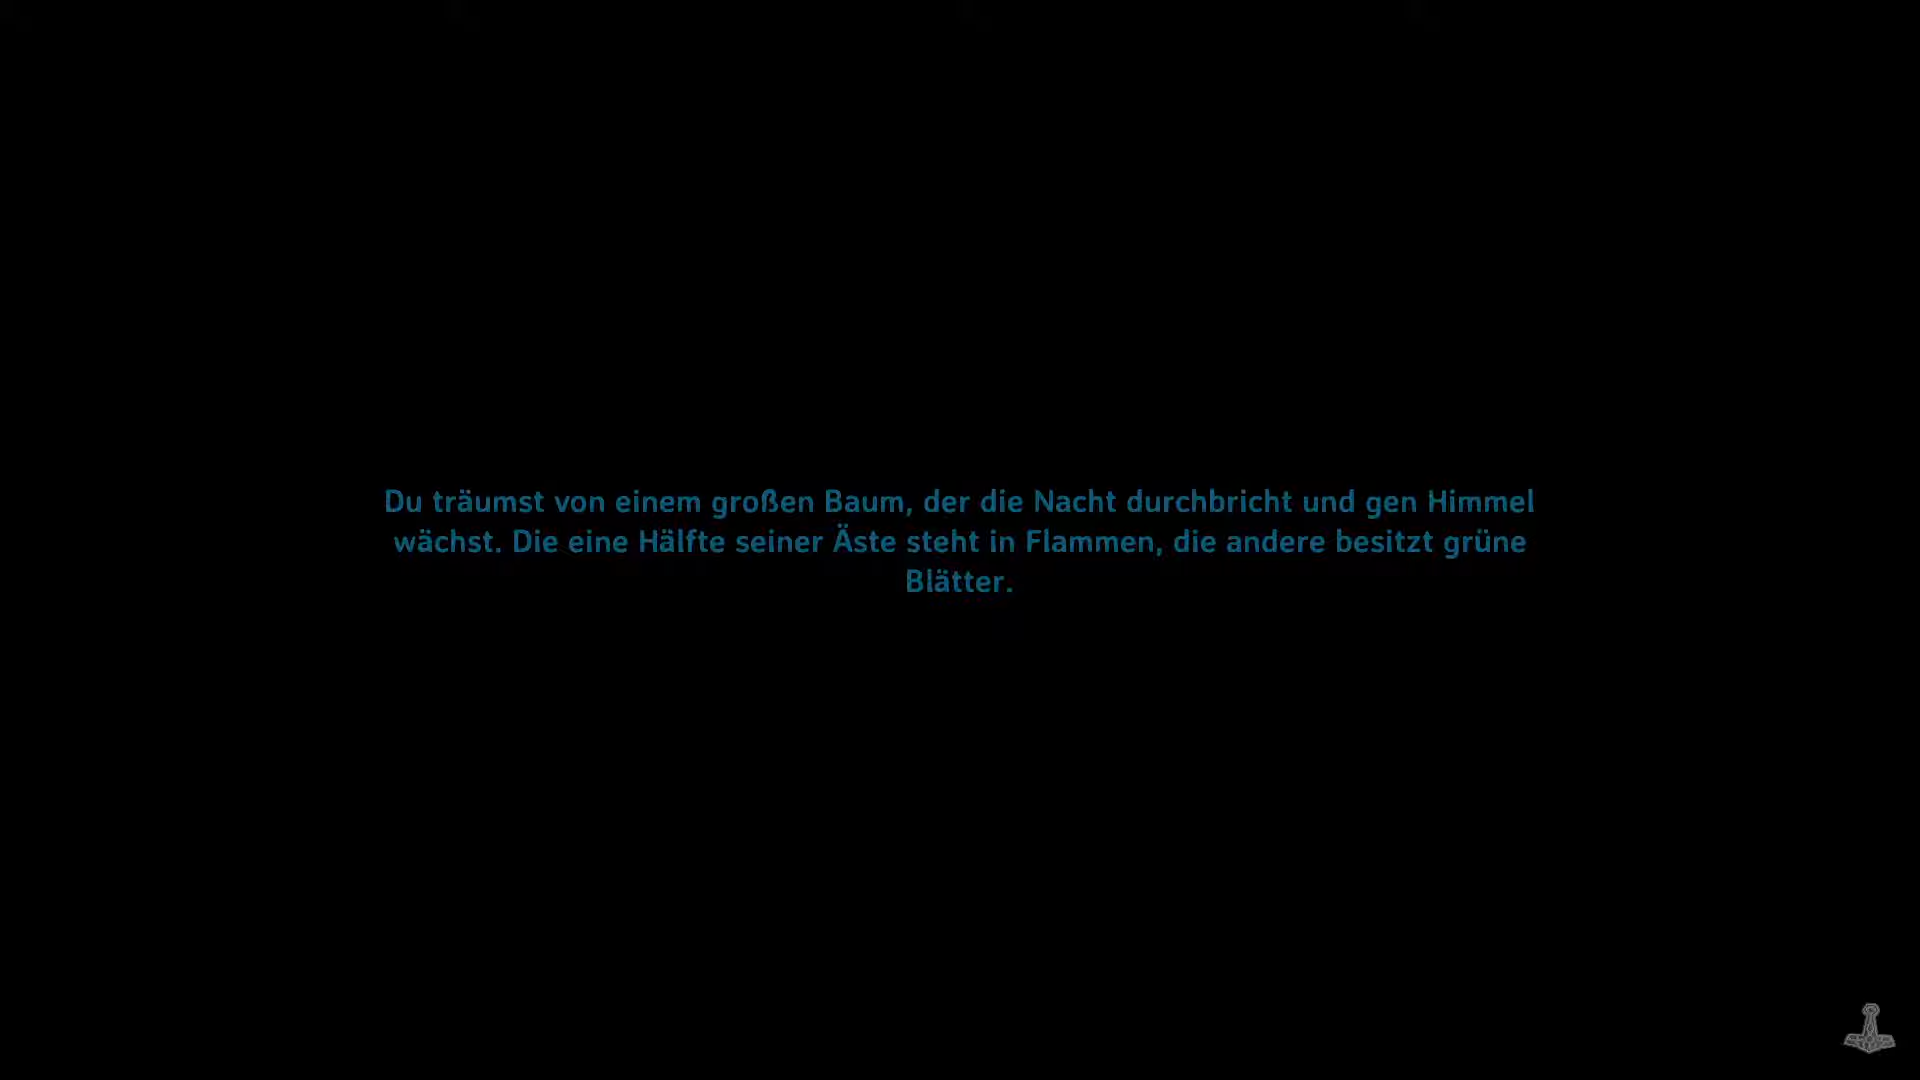 Du träumst von einem großen Baum, der die Nacht durchbricht und gen Himmel
wächst. Die eine Hälfte seiner Äste steht in Flammen, die andere besitzt grüne
Blätter.